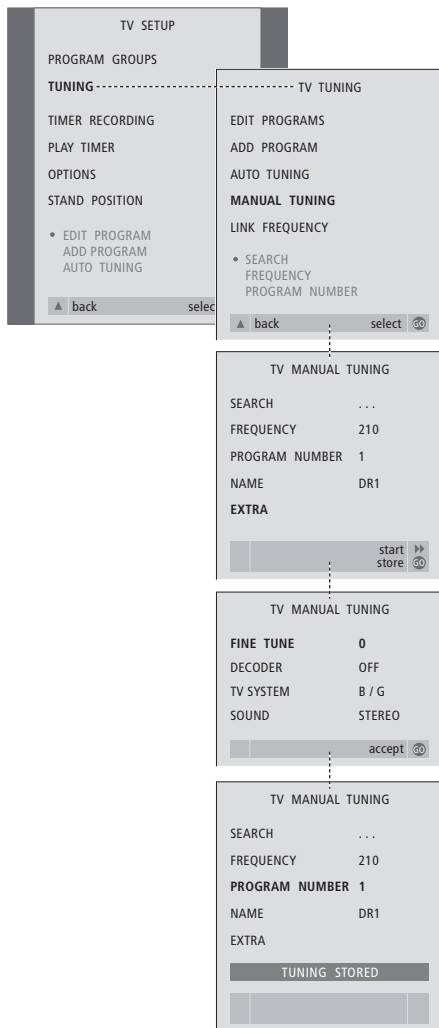 TV SETUP
PROGRAM GROUPS
TUNING
TIMER RECORDING
PLAY TIMER
OPTIONS
STAND POSITION
• EDIT PROGRAM
ADD PROGRAM
AUTO TUNING
back selec
TV TUNING
EDIT PROGRAMS
ADD PROGRAM
AUTO TUNING
MANUAL TUNING
LINK FREQUENCY
• SEARCH
FREQUENCY
PROGRAM NUMBER
back select GO
TV MANUAL TUNING
SEARCH . . .
FREQUENCY 210
PROGRAM NUMBER 1
NAME DR1
EXTRA
start
store GO
TV MANUAL TUNING
FINE TUNE 0
DECODER OFF
TV SYSTEM B / G
SOUND STEREO
accept GO
TV MANUAL TUNING
SEARCH . . .
FREQUENCY 210
PROGRAM NUMBER 1
NAME DR1
EXTRA
TUNING STORED